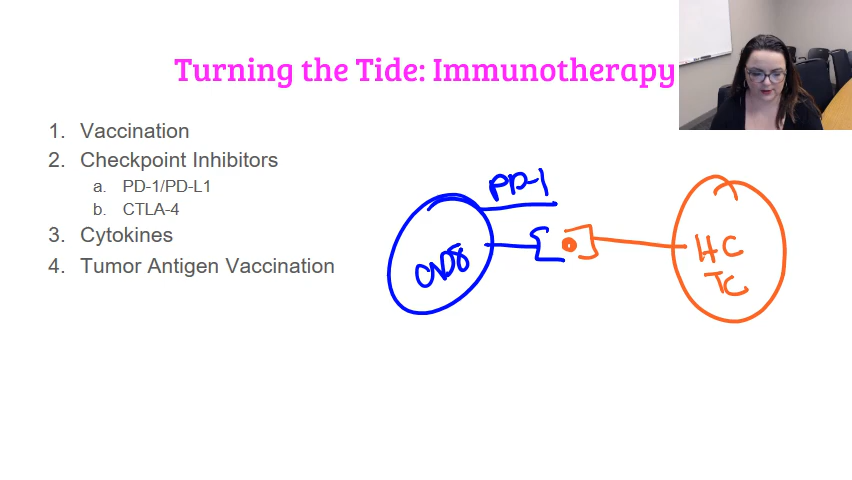 Turning the Tide: Immunotherapy
1. Vaccination
2. Checkpoint Inhibitors
a. PD-1/PD-L1
b. CTLA-4
3. Cytokines
4. Tumor Antigen Vaccination
PD-1
CD8
HC
TC